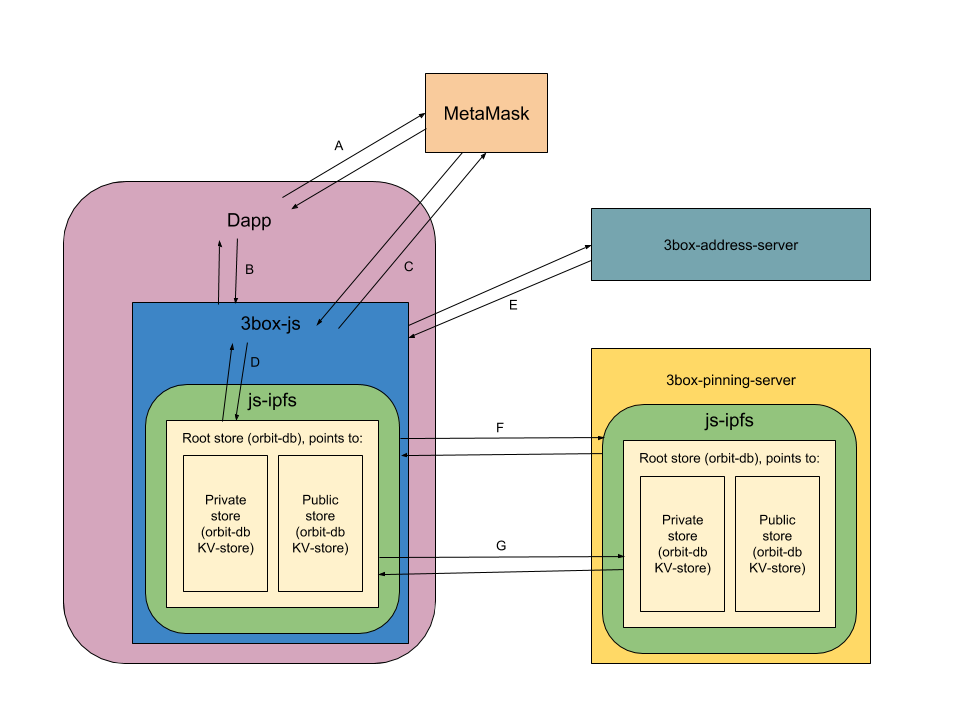 MetaMask
A
Dapp
B
C
3box-address-server
E
3box-js
D
js-ipfs
Root store (orbit-db), points to:
Private
store
(orbit-db
KV-store)
Public
store
(orbit-db
KV-store)
F
G
3box-pinning-server
js-ipfs
Root store (orbit-db), points to:
Private
store
(orbit-db
KV-store)
Public
store
(orbit-db
KV-store)